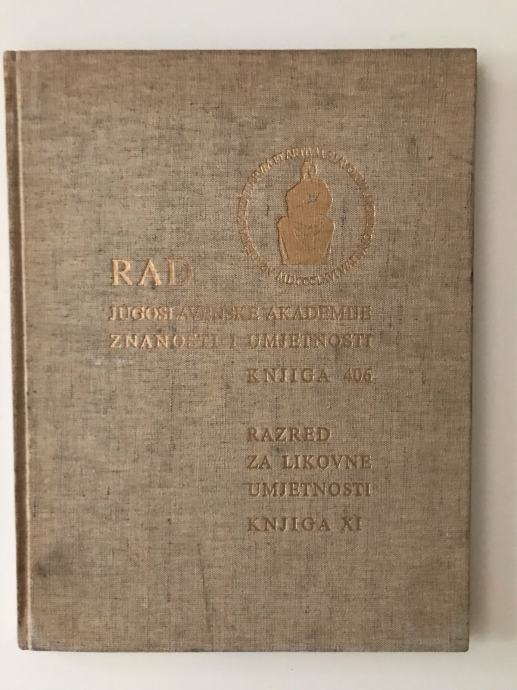 RAD
JUGOSLAVENSKE AKADEMIJE
ZNANOSTI I UMJETNOSTI
KNJIGA 406
RAZRED
ZA LIKOVNE
UMJETNOSTI
KNJIGA XI